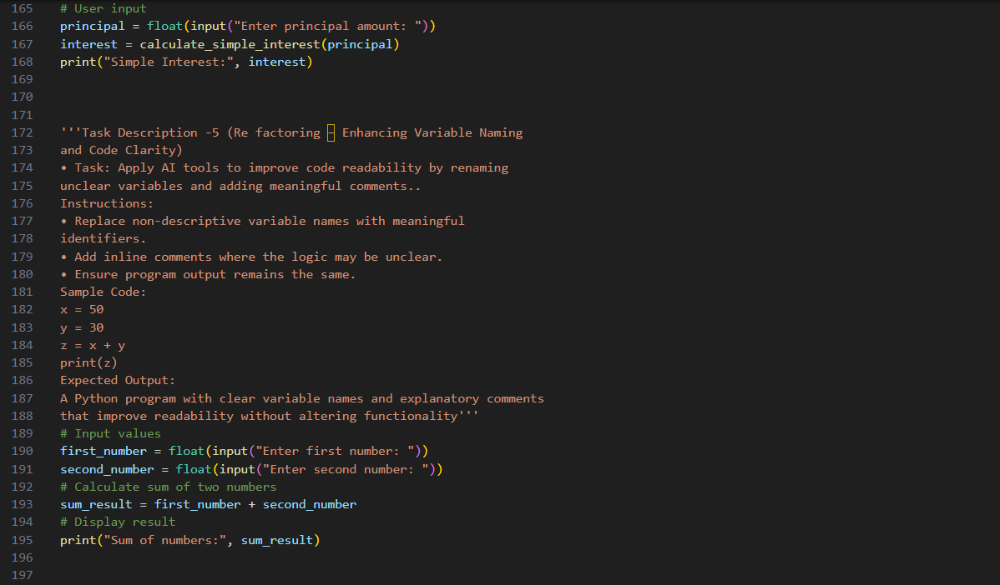 165 # User input
166 principal = float(input("Enter principal amount: "))
167 interest = calculate_simple_interest(principal)
168 print("Simple Interest:", interest)
169
170
171
172 '''Task Description -5 (Re factoring – Enhancing Variable Naming
173 and Code Clarity)
174 • Task: Apply AI tools to improve code readability by renaming
175 unclear variables and adding meaningful comments..
176 Instructions:
177 • Replace non-descriptive variable names with meaningful
178 identifiers.
179 • Add inline comments where the logic may be unclear.
180 • Ensure program output remains the same.
181 Sample Code:
182 x = 50
183 y = 30
184 z = x + y
185 print(z)
186 Expected Output:
187 A Python program with clear variable names and explanatory comments
188 that improve readability without altering functionality'''
189 # Input values
190 first_number = float(input("Enter first number: "))
191 second_number = float(input("Enter second number: "))
192 # Calculate sum of two numbers
193 sum_result = first_number + second_number
194 # Display result
195 print("Sum of numbers:", sum_result)
196
197